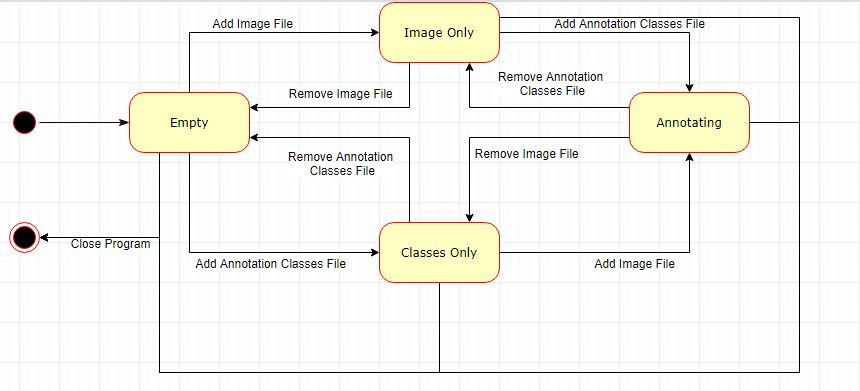 Add Image File
Image Only
Add Annotation Classes File
Remove Image File
Remove Annotation
Classes File
Empty
Annotating
Remove Annotation
Classes File
Remove Image File
Close Program
Add Annotation Classes File
Classes Only
Add Image File